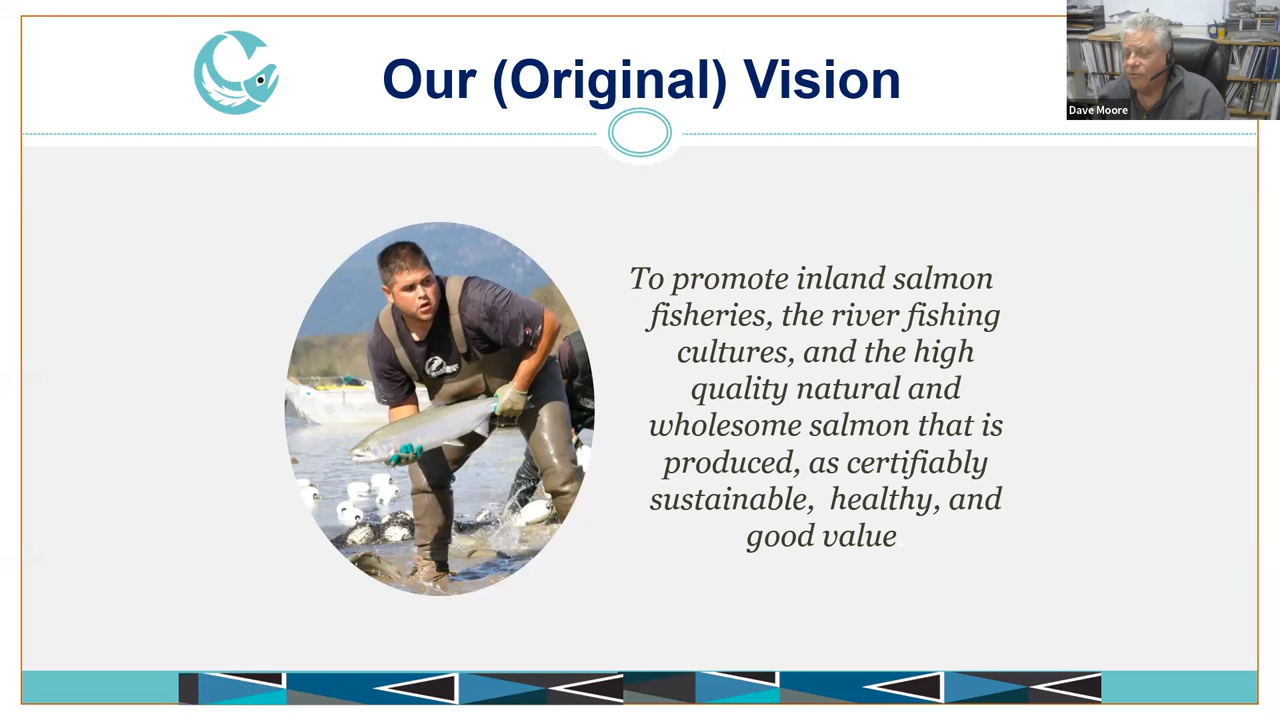 Our (Original) Vision
Dave Moore
To promote inland salmon
fisheries, the river fishing
cultures, and the high
quality natural and
wholesome salmon that is
produced, as certifiably
sustainable,  healthy, and
good value.